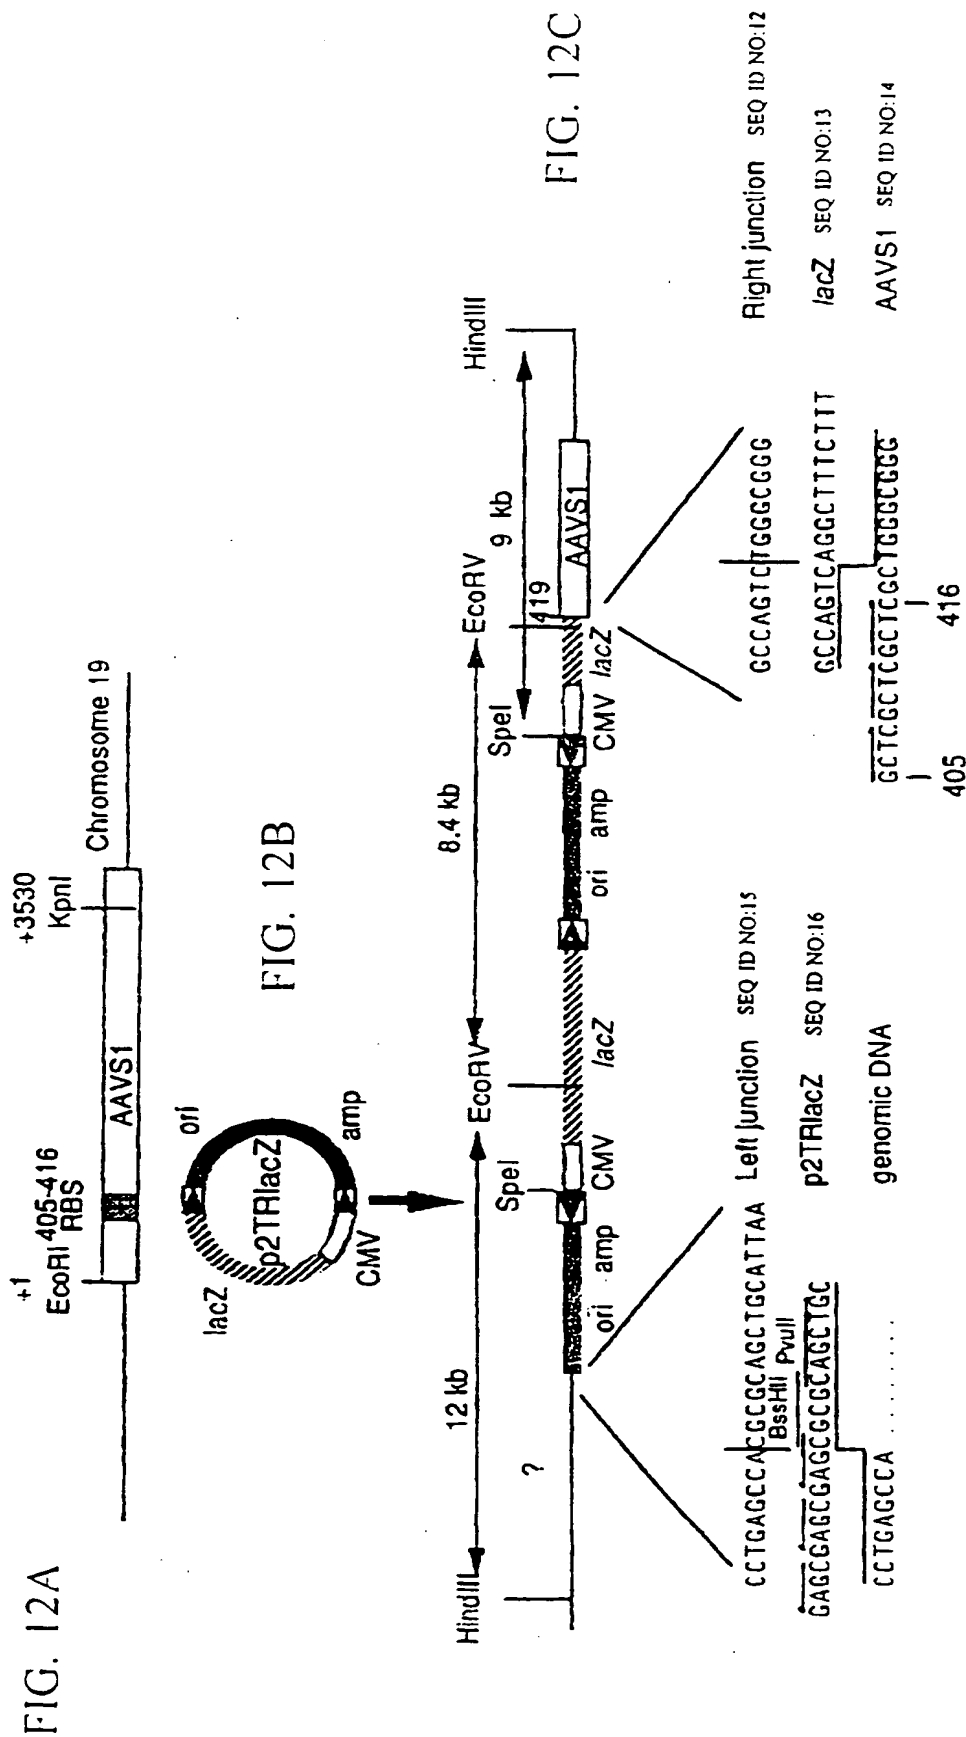 FIG. 12A
+1
EcoRI
405-416
RBS
AAVS1
+3530
KpnI
Chromosome 19
FIG. 12B
lacZ
ori
p2TRlacZ
CMV
amp
FIG. 12C
HindIII
12 kb
EcoRV
8.4 kb
EcoRV
9 kb
HindIII
?
SpeI
SpeI
419
ori
amp
CMV
lacZ
ori
amp
CMV
lacZ
AAVS1
CCTGAGCCACGCGCAGCTGCATTAA Left junction SEQ ID NO:15
BssHII PvuII
GAGCGAGCGAGCGCGCAGCTGC p2TRlacZ SEQ ID NO:16
CCTGAGCCA ........ genomic DNA
GCCAGTCTGGGCGGG Right junction SEQ ID NO:12
GCCAGTCAGGCTTTCTTT lacZ SEQ ID NO:13
GCTCGCTCGCTCGCTGGGCGGG AAVS1 SEQ ID NO:14
405
416